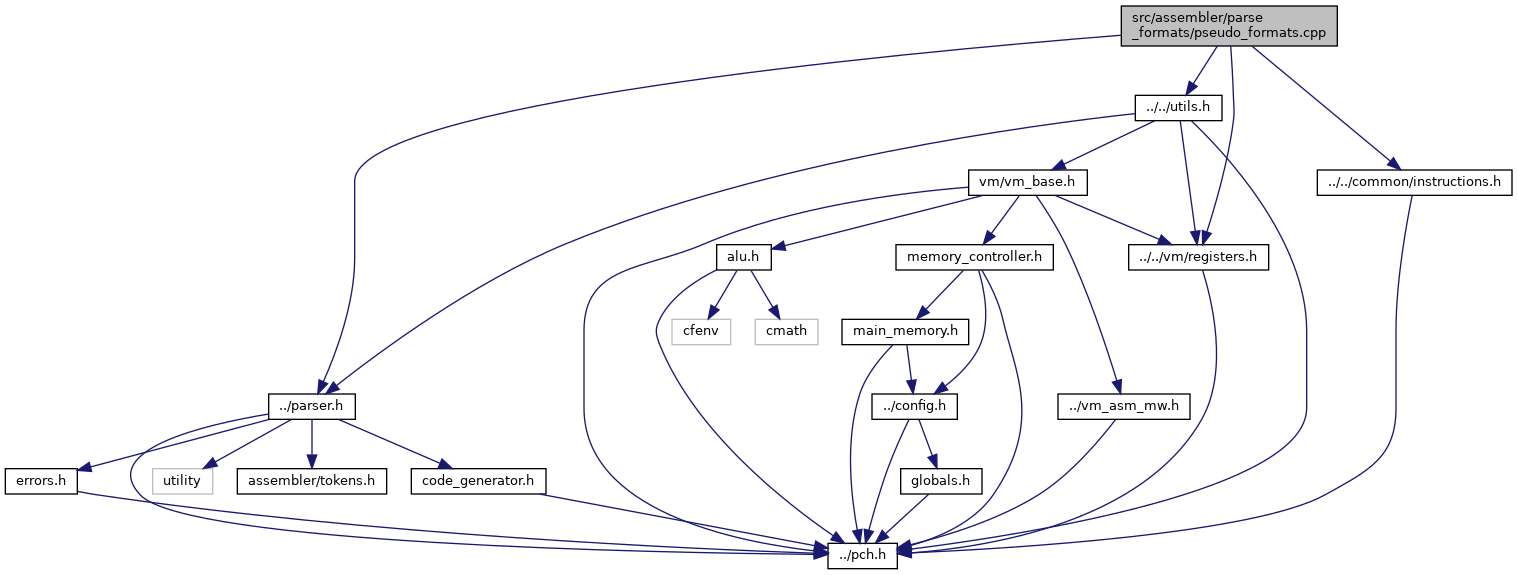 src/assembler/parse
_formats/pseudo_formats.cpp
../../utils.h
vm/vm_base.h
../../common/instructions.h
alu.h
memory_controller.h
../../vm/registers.h
cfenv
cmath
main_memory.h
../parser.h
../config.h
../vm_asm_mw.h
errors.h
utility
assembler/tokens.h
code_generator.h
globals.h
../pch.h